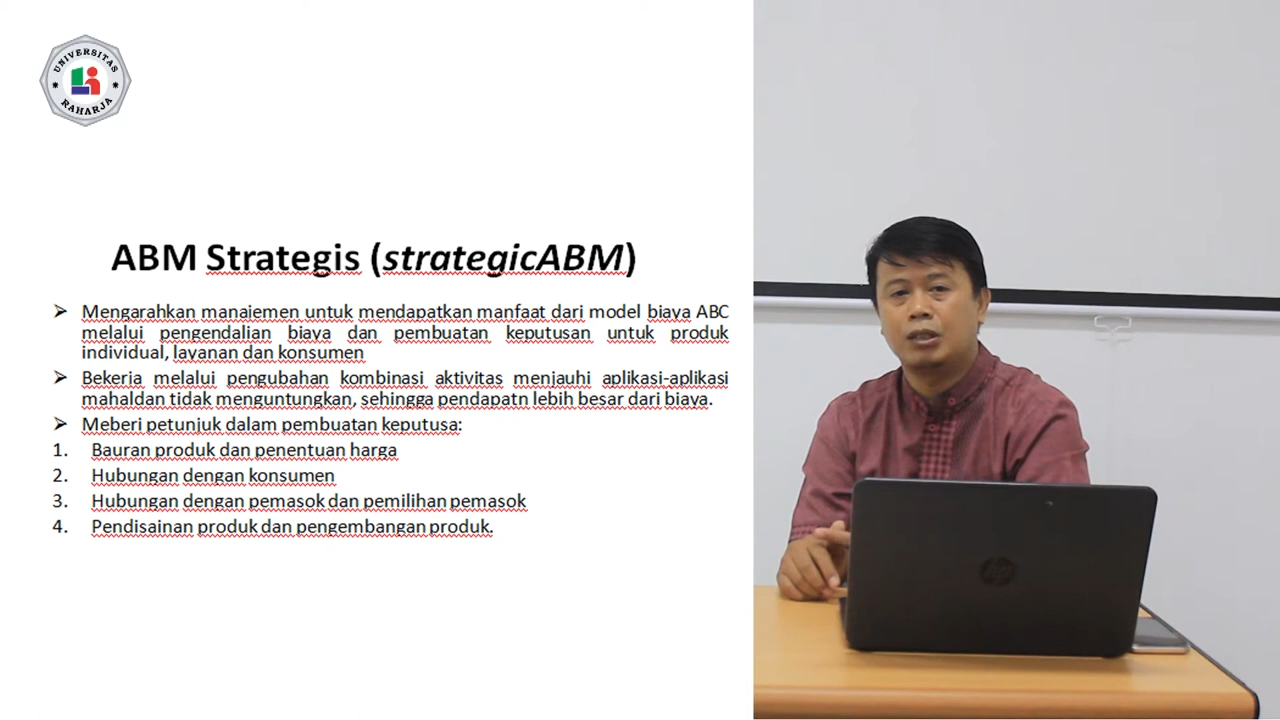 UNIVERSITAS
RAHARJA
ABM Strategis (strategicABM)
➢ Mengarahkan manajemen untuk mendapatkan manfaat dari model biaya ABC
melalui pengendalian biaya dan pembuatan keputusan untuk produk
individual, layanan dan konsumen
➢ Bekerja melalui pengubahan kombinasi aktivitas menjauhi aplikasi-aplikasi
mahaldan tidak menguntungkan, sehingga pendapatn lebih besar dari biaya.
➢ Meberi petunjuk dalam pembuatan keputusa:
1. Bauran produk dan penentuan harga
2. Hubungan dengan konsumen
3. Hubungan dengan pemasok dan pemilihan pemasok
4. Pendisainan produk dan pengembangan produk.
hp